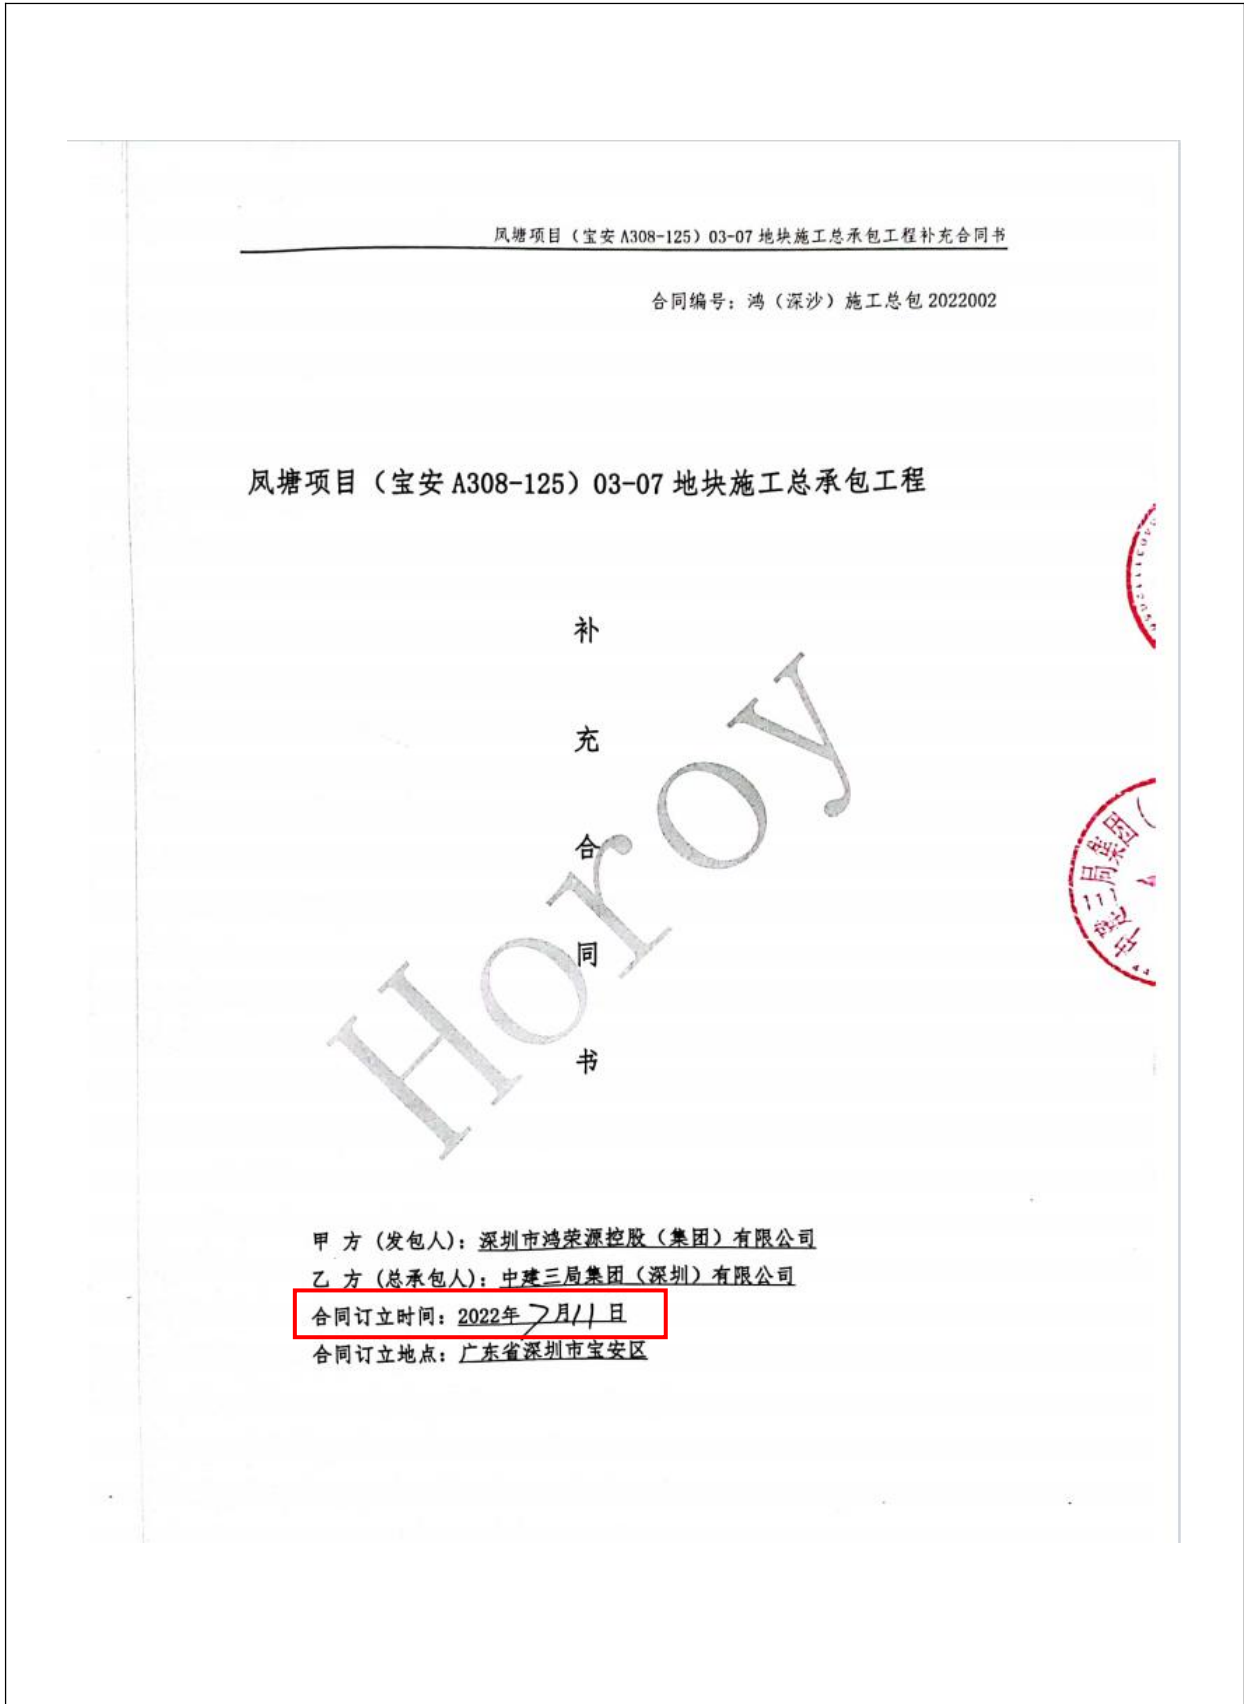 凤塘项目（宝安A308-125）03-07地块施工总承包工程补充合同书
合同编号：鸿（深沙）施工总包2022002
凤塘项目（宝安A308-125）03-07地块施工总承包工程
补
充
合
同
书
Horoy
中建三局集团（
甲 方（发包人）：深圳市鸿荣源控股（集团）有限公司
乙 方（总承包人）：中建三局集团（深圳）有限公司
合同订立时间：2022年7月11日
合同订立地点：广东省深圳市宝安区